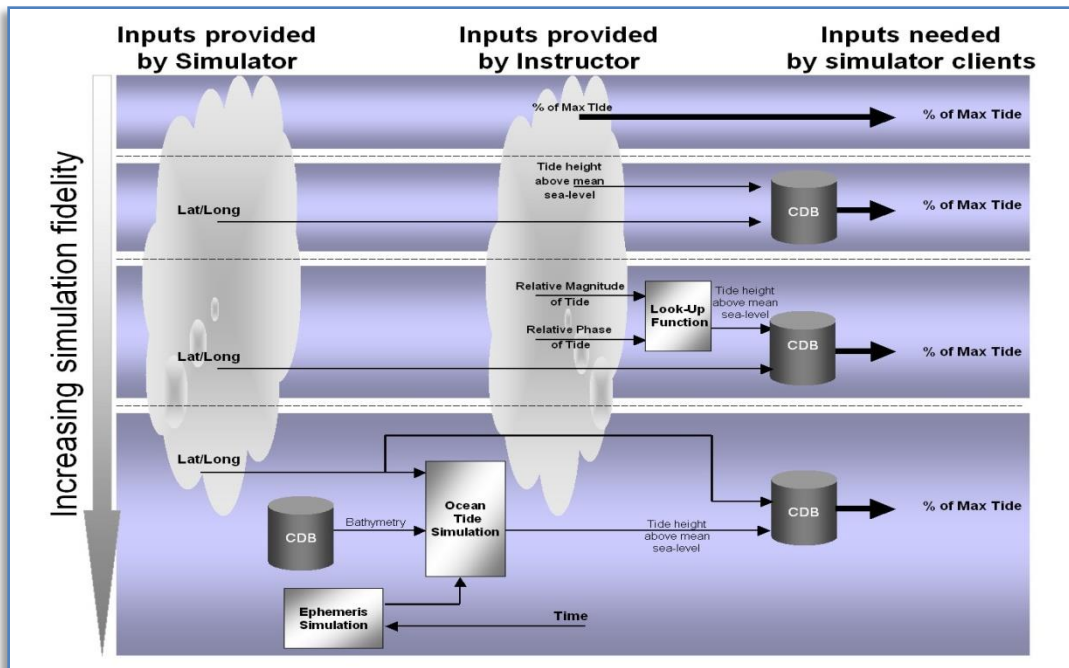 Inputs provided
by Simulator
Inputs provided
by Instructor
Inputs needed
by simulator clients
Increasing simulation fidelity
% of Max TIde
% of Max Tide
Tide height
above mean
sea-level
Lat/Long
CDB
% of Max Tide
Relative Magnitude
of Tide
Relative Phase
of Tide
Look-Up
Function
Tide height
above mean
sea-level
Lat/Long
CDB
% of Max Tide
Lat/Long
CDB
Bathymetry
Ocean
Tide
Simulation
Tide height
above mean
sea-level
CDB
% of Max Tide
Ephemeris
Simulation
Time